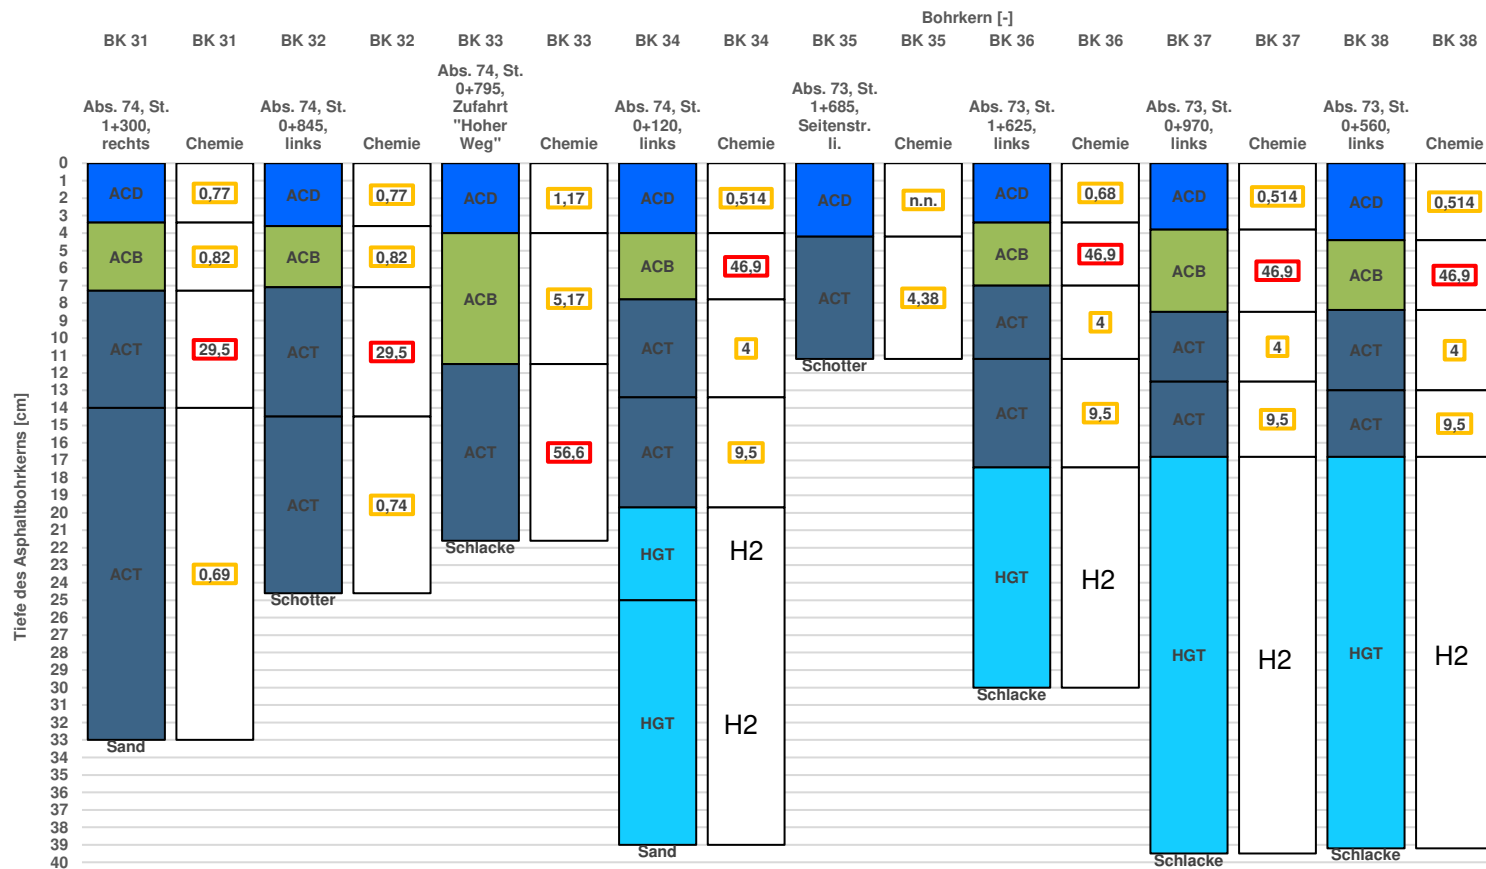 Bohrkern [-]
BK 31 BK 31 BK 32 BK 32 BK 33 BK 33 BK 34 BK 34 BK 35 BK 35 BK 36 BK 36 BK 37 BK 37 BK 38 BK 38
Abs. 74, St.
1+300,
rechts
Chemie
Abs. 74, St.
0+845,
links
Chemie
Abs. 74, St.
0+795,
Zufahrt
"Hoher
Weg"
Chemie
Abs. 74, St.
0+120,
links
Chemie
Abs. 73, St.
1+685,
Seitenstr.
li.
Chemie
Abs. 73, St.
1+625,
links
Chemie
Abs. 73, St.
0+970,
links
Chemie
Abs. 73, St.
0+560,
links
Chemie
Tiefe des Asphaltbohrkerns [cm]
0
1
2
3
4
5
6
7
8
9
10
11
12
13
14
15
16
17
18
19
20
21
22
23
24
25
26
27
28
29
30
31
32
33
34
35
36
37
38
39
40
ACD
ACB
ACT
ACT
Sand
0,77
0,82
29,5
0,69
ACD
ACB
ACT
ACT
Schotter
0,77
0,82
29,5
0,74
ACD
ACB
ACT
Schlacke
1,17
5,17
56,6
ACD
ACB
ACT
ACT
HGT
HGT
Sand
0,514
46,9
4
9,5
H2
H2
ACD
ACT
Schotter
n.n.
4,38
ACD
ACB
ACT
ACT
HGT
Schlacke
0,68
46,9
4
9,5
H2
ACD
ACB
ACT
ACT
HGT
Schlacke
0,514
46,9
4
9,5
H2
ACD
ACB
ACT
ACT
HGT
Schlacke
0,514
46,9
4
9,5
H2